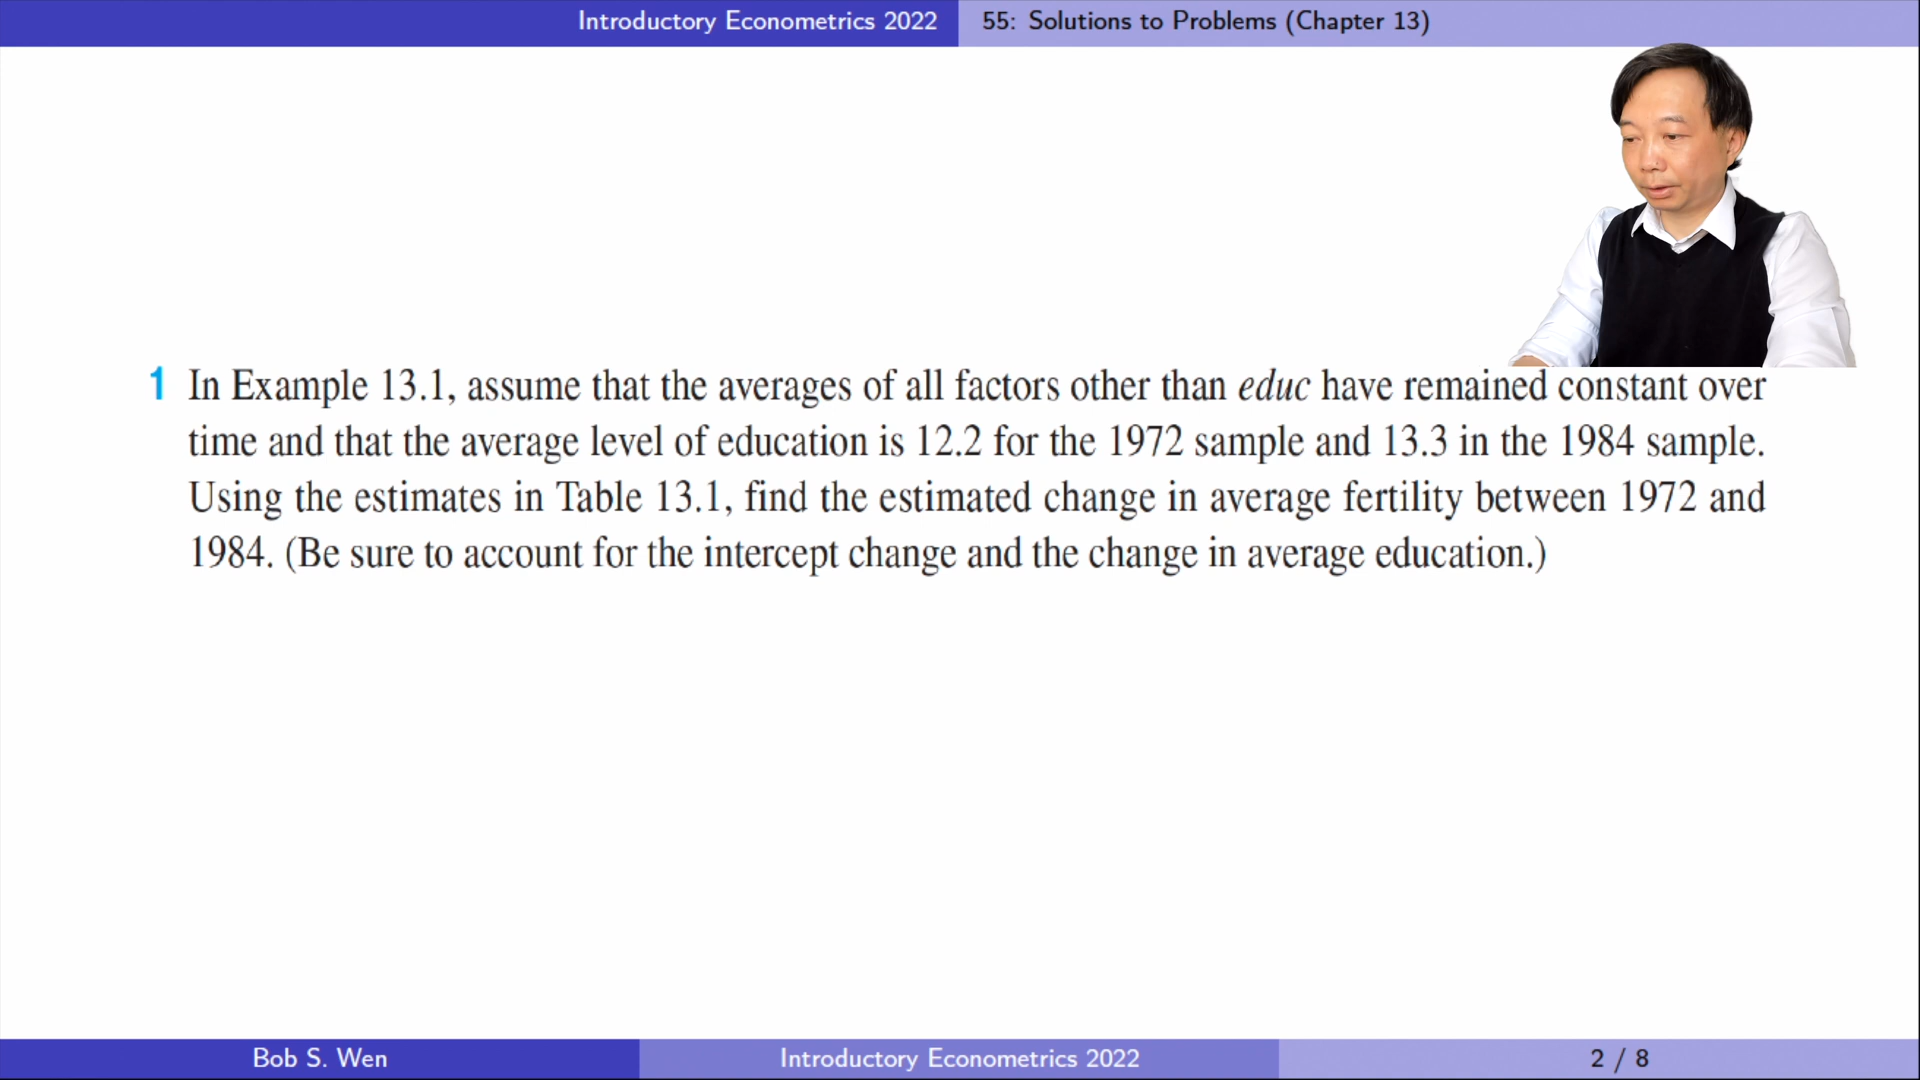 Introductory Econometrics 2022
55: Solutions to Problems (Chapter 13)
1 In Example 13.1, assume that the averages of all factors other than educ have remained constant over
time and that the average level of education is 12.2 for the 1972 sample and 13.3 in the 1984 sample.
Using the estimates in Table 13.1, find the estimated change in average fertility between 1972 and
1984. (Be sure to account for the intercept change and the change in average education.)
Bob S. Wen
Introductory Econometrics 2022
2 / 8